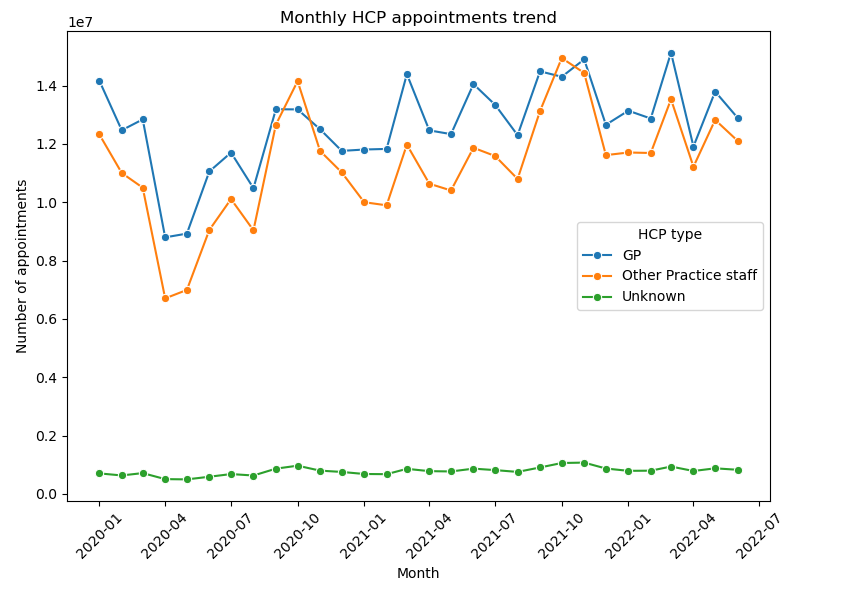 Monthly HCP appointments trend
1e7
1.4
1.2
1.0
0.8
0.6
0.4
0.2
0.0
Number of appointments
HCP type
GP
Other Practice staff
Unknown
2020-01
2020-04
2020-07
2020-10
2021-01
2021-04
2021-07
2021-10
2022-01
2022-04
2022-07
Month